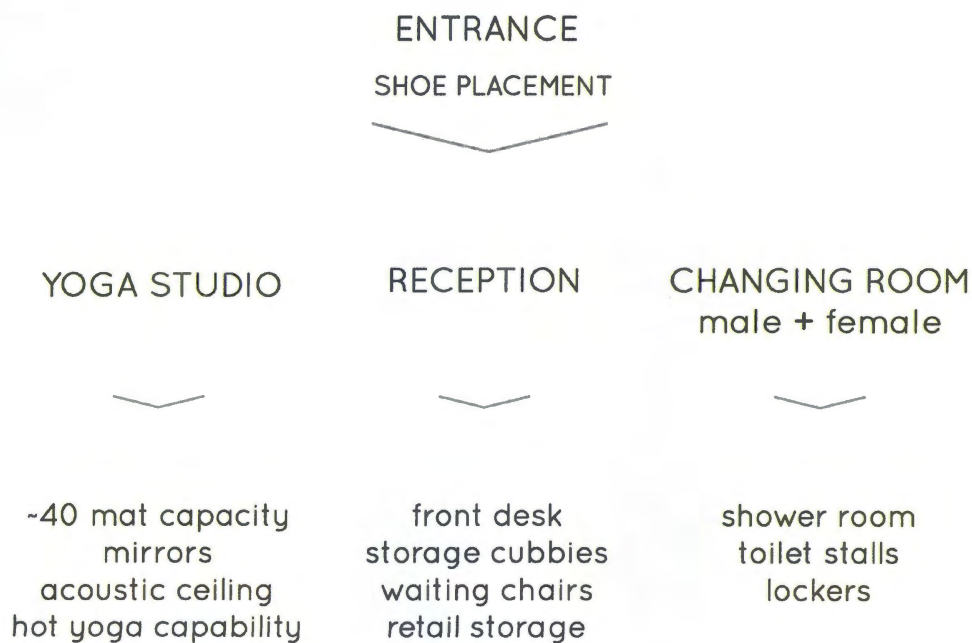 ENTRANCE
SHOE PLACEMENT
YOGA STUDIO
RECEPTION
CHANGING ROOM
male + female
~40 mat capacity
mirrors
acoustic ceiling
hot yoga capability
front desk
storage cubbies
waiting chairs
retail storage
shower room
toilet stalls
lockers